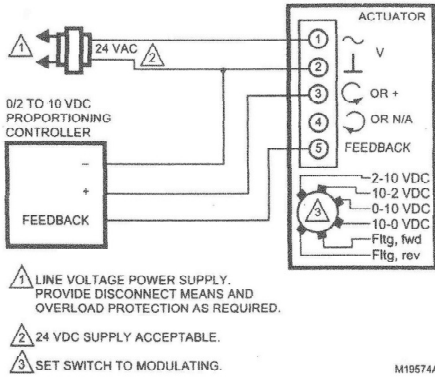 ACTUATOR
1
24 VAC
2
1
V
2
0/2 TO 10 VDC
PROPORTIONING
CONTROLLER
3 OR +
4 OR N/A
5 FEEDBACK
–
+
FEEDBACK
2-10 VDC
10-2 VDC
3
0-10 VDC
10-0 VDC
Fltg, fwd
Fltg, rev
1 LINE VOLTAGE POWER SUPPLY.
PROVIDE DISCONNECT MEANS AND
OVERLOAD PROTECTION AS REQUIRED.
2 24 VDC SUPPLY ACCEPTABLE.
3 SET SWITCH TO MODULATING.
M19574A